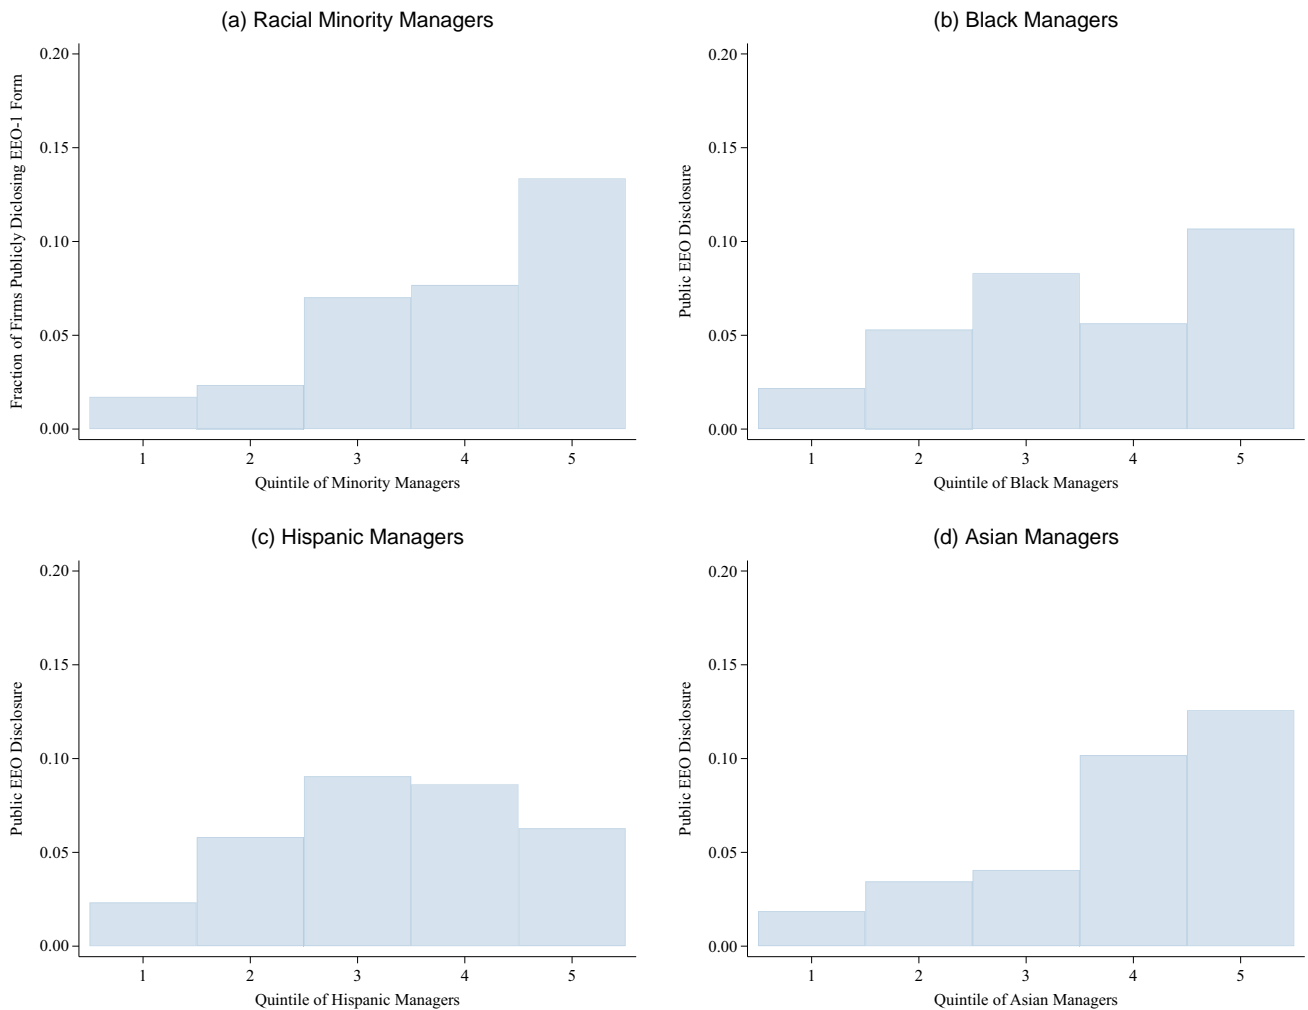 (a) Racial Minority Managers
Fraction of Firms Publicly Diclosing EEO-1 Form
0.20
0.15
0.10
0.05
0.00
1 2 3 4 5
Quintile of Minority Managers
(b) Black Managers
Public EEO Disclosure
0.20
0.15
0.10
0.05
0.00
1 2 3 4 5
Quintile of Black Managers
(c) Hispanic Managers
Public EEO Disclosure
0.20
0.15
0.10
0.05
0.00
1 2 3 4 5
Quintile of Hispanic Managers
(d) Asian Managers
Public EEO Disclosure
0.20
0.15
0.10
0.05
0.00
1 2 3 4 5
Quintile of Asian Managers